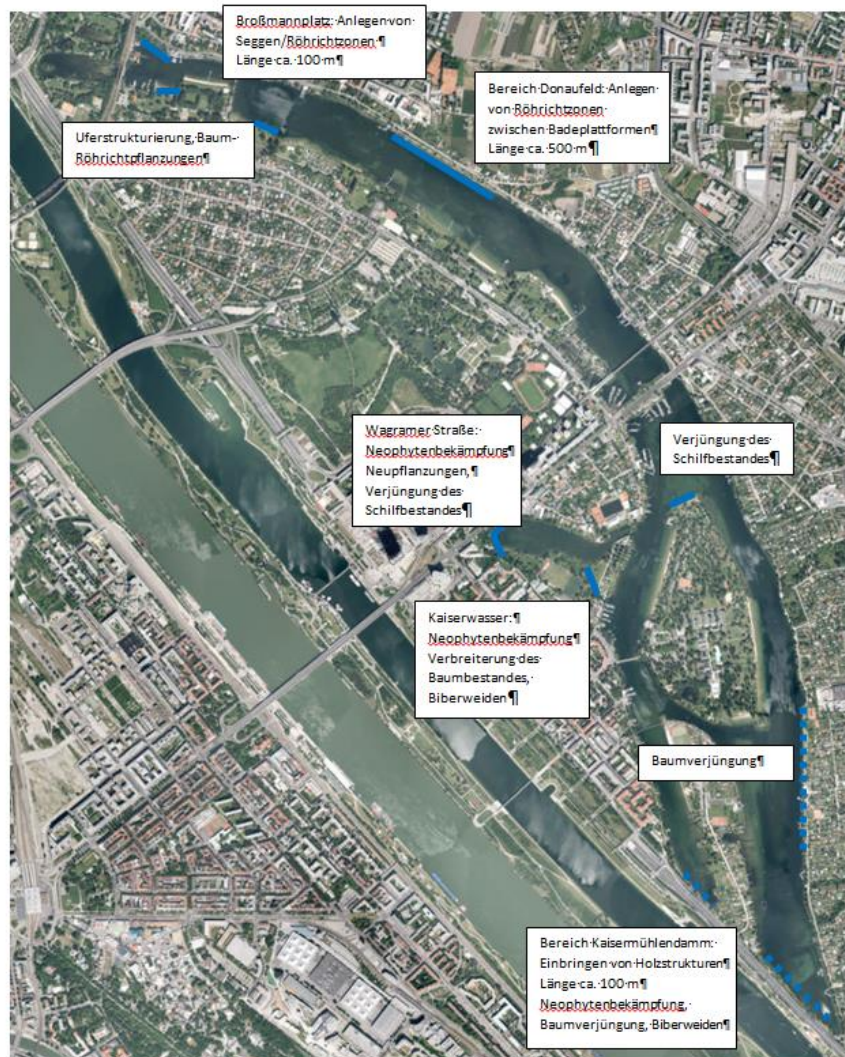 Broßmannplatz: Anlegen von
Seggen/Röhrichtzonen ¶
Länge ca. 100 m¶
Bereich Donaufeld: Anlegen
von Röhrichtzonen
zwischen Badeplattformen¶
Länge ca. 500 m¶
Uferstrukturierung, Baum-
Röhrichtpflanzungen¶
Wagramer Straße:
Neophytenbekämpfung¶
Neupflanzungen,¶
Verjüngung des
Schilfbestandes¶
Verjüngung des
Schilfbestandes¶
Kaiserwasser:¶
Neophytenbekämpfung¶
Verbreiterung des
Baumbestandes,
Biberweiden¶
Baumverjüngung¶
Bereich Kaisermühlendamm:
Einbringen von Holzstrukturen¶
Länge ca. 100 m¶
Neophytenbekämpfung,
Baumverjüngung, Biberweiden¶